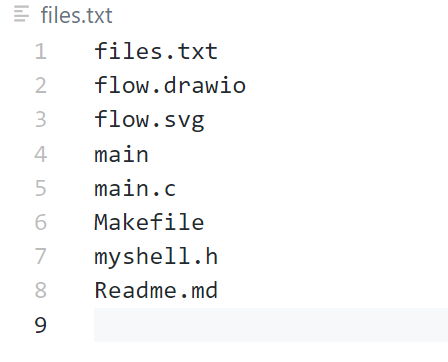 files.txt
1 files.txt
2 flow.drawio
3 flow.svg
4 main
5 main.c
6 Makefile
7 myshell.h
8 Readme.md
9